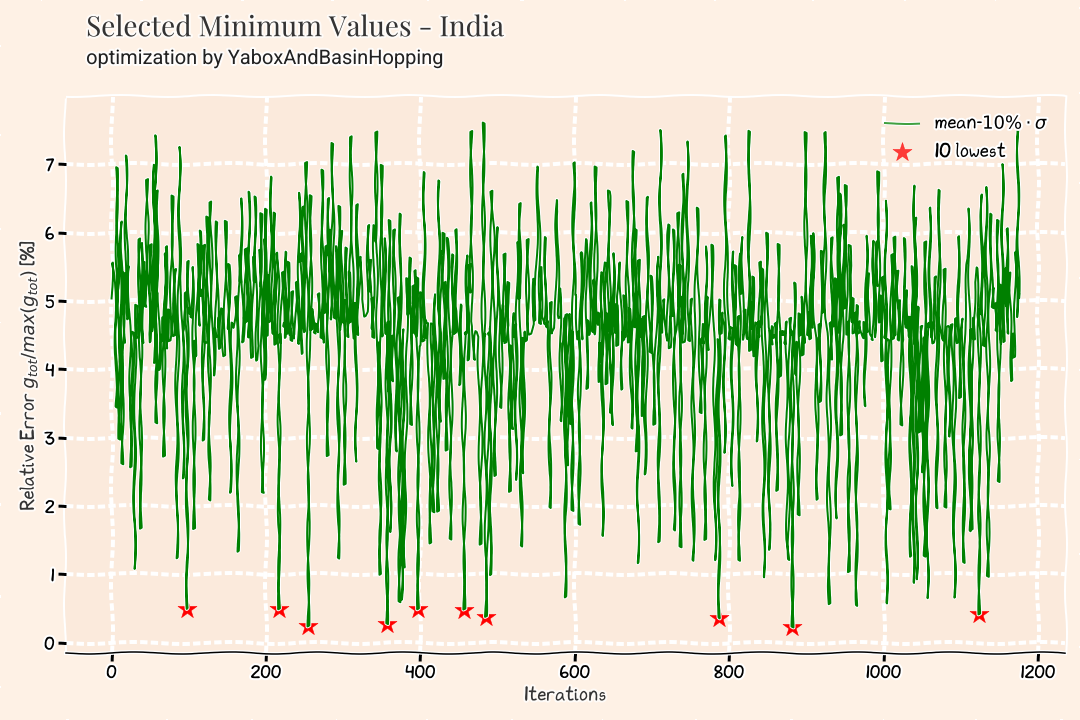 Selected Minimum Values - India
optimization by YaboxAndBasinHopping
mean-10% · σ
10 lowest
Relative Error g_tot/max(g_tot) [%]
7
6
5
4
3
2
1
0
0 200 400 600 800 1000 1200
Iterations